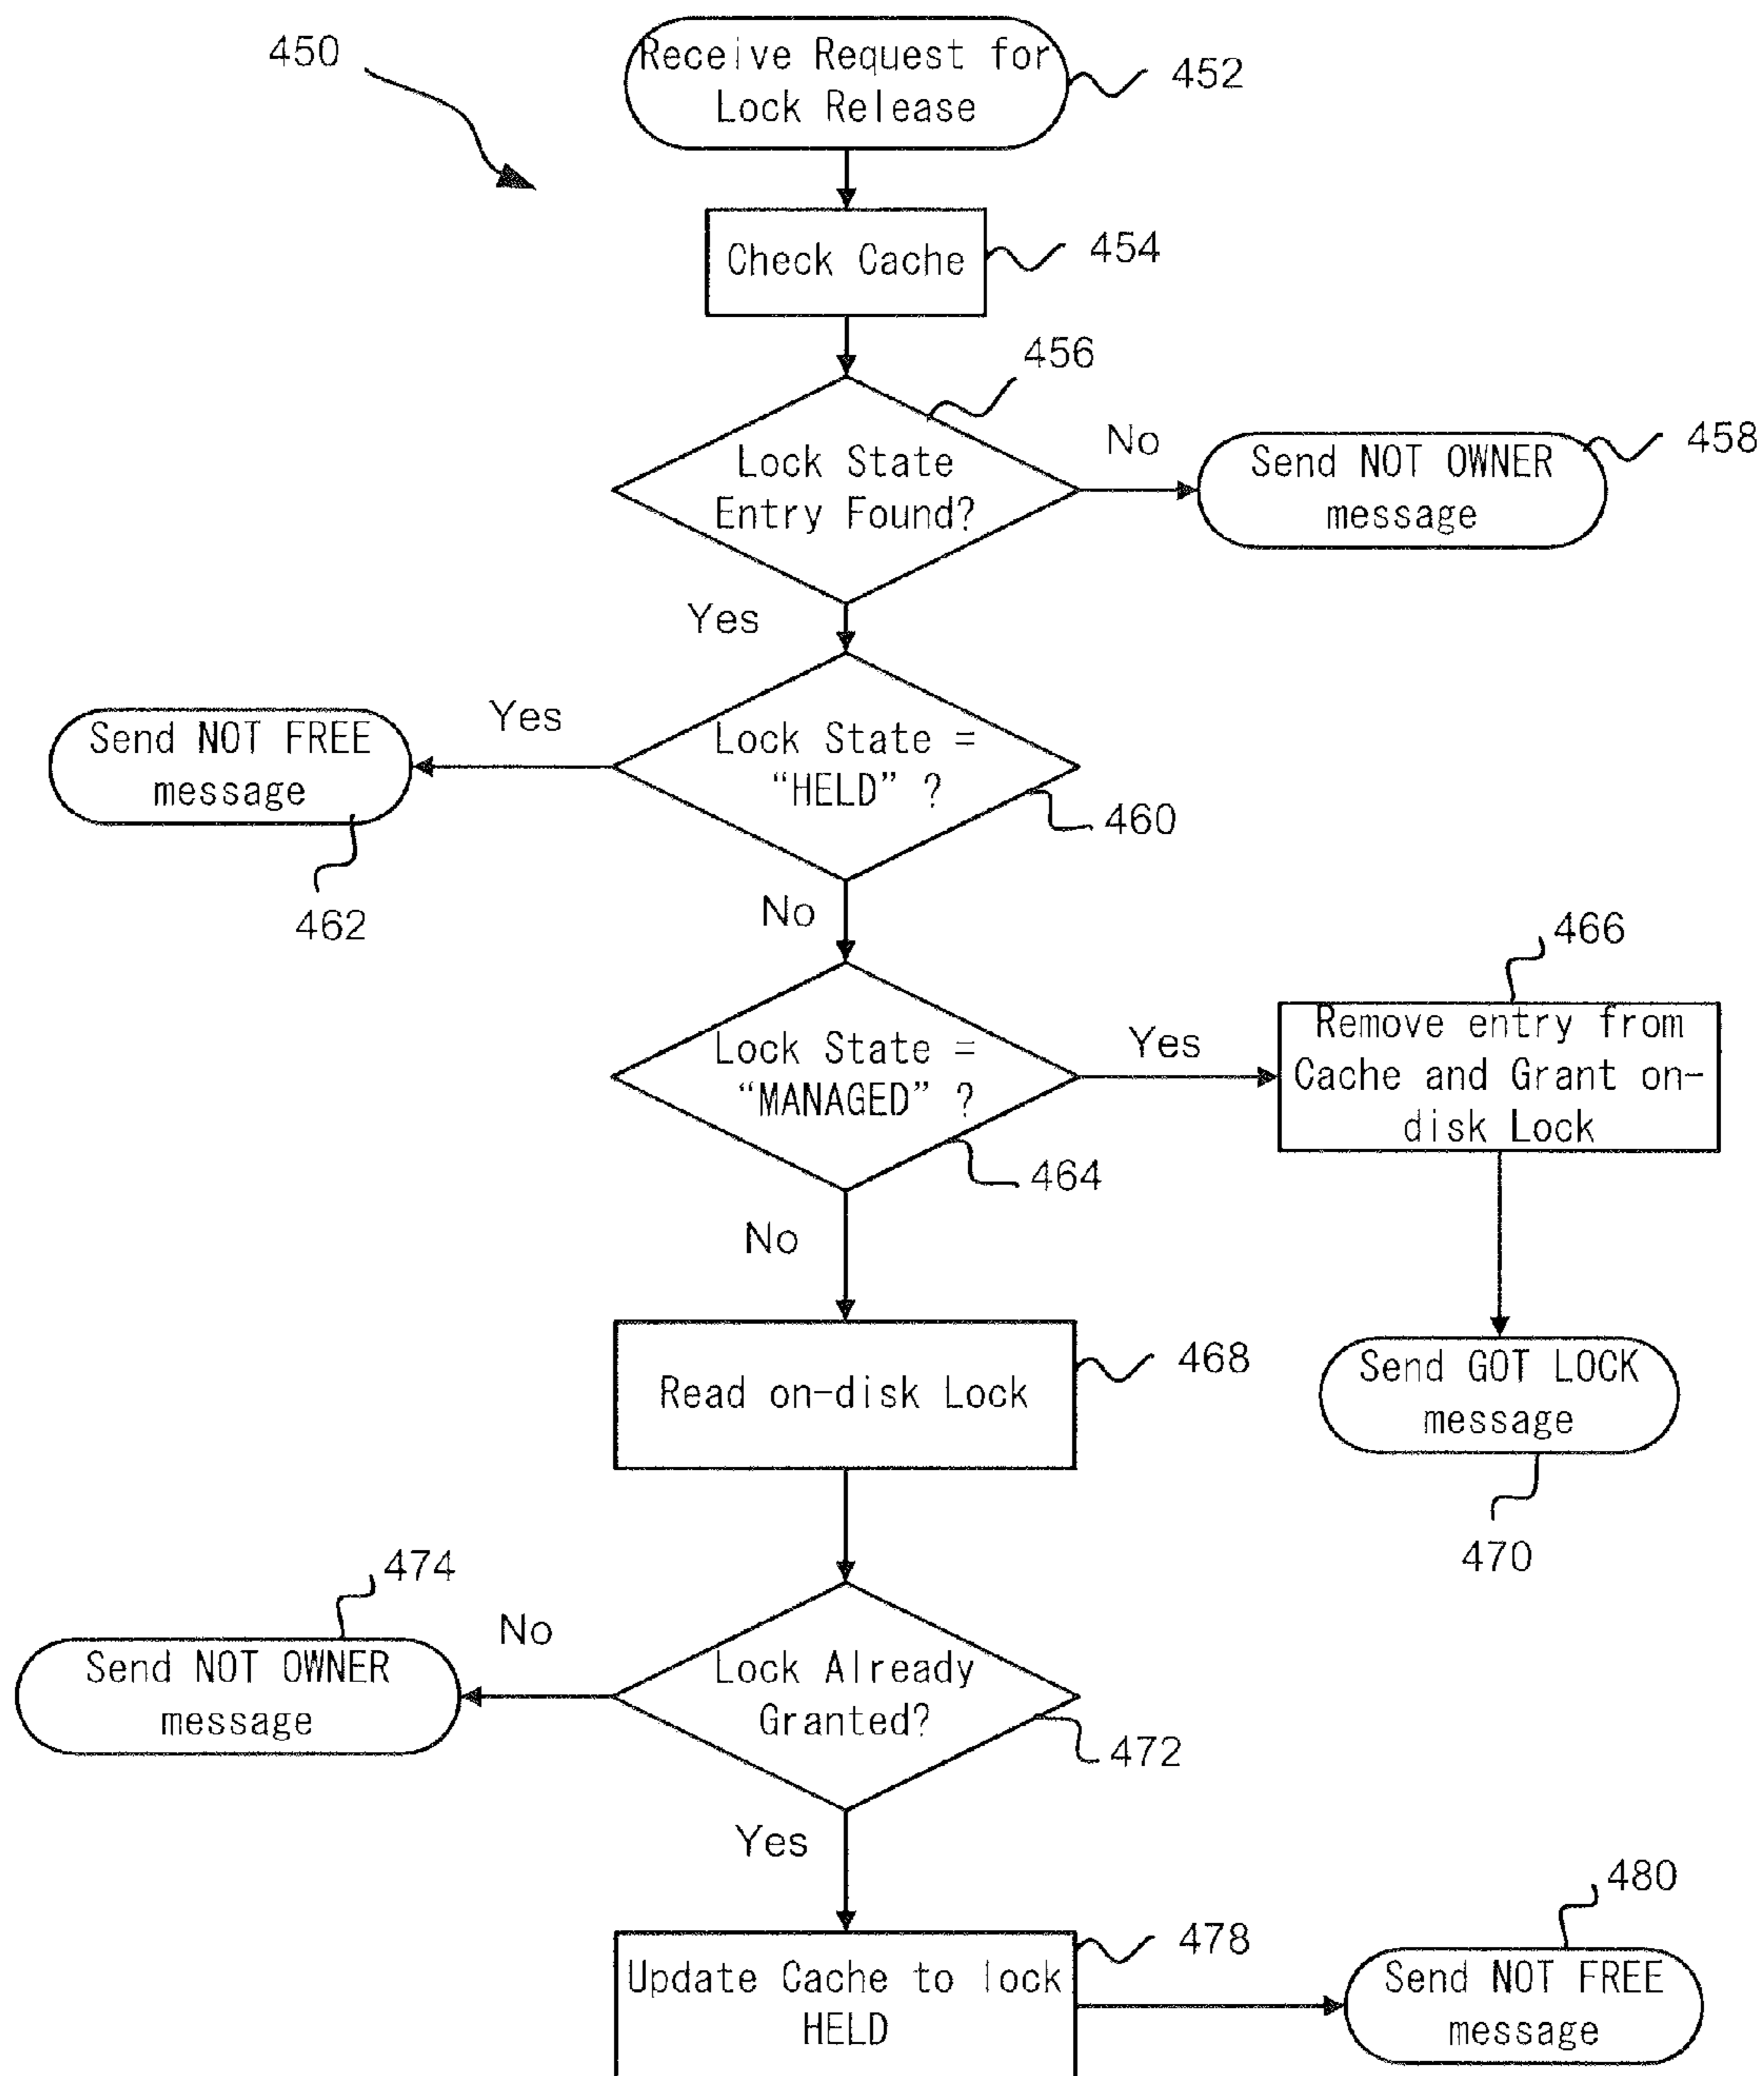 450
Receive Request for
Lock Release
452
Check Cache
454
456
Lock State
Entry Found?
No
Send NOT OWNER
message
458
Yes
Lock State =
“HELD” ?
460
Yes
Send NOT FREE
message
462
No
Lock State =
“MANAGED” ?
464
Yes
466
Remove entry from
Cache and Grant on-
disk Lock
No
Read on-disk Lock
468
Send GOT LOCK
message
470
474
Send NOT OWNER
message
No
Lock Already
Granted?
472
Yes
Update Cache to lock
HELD
478
480
Send NOT FREE
message